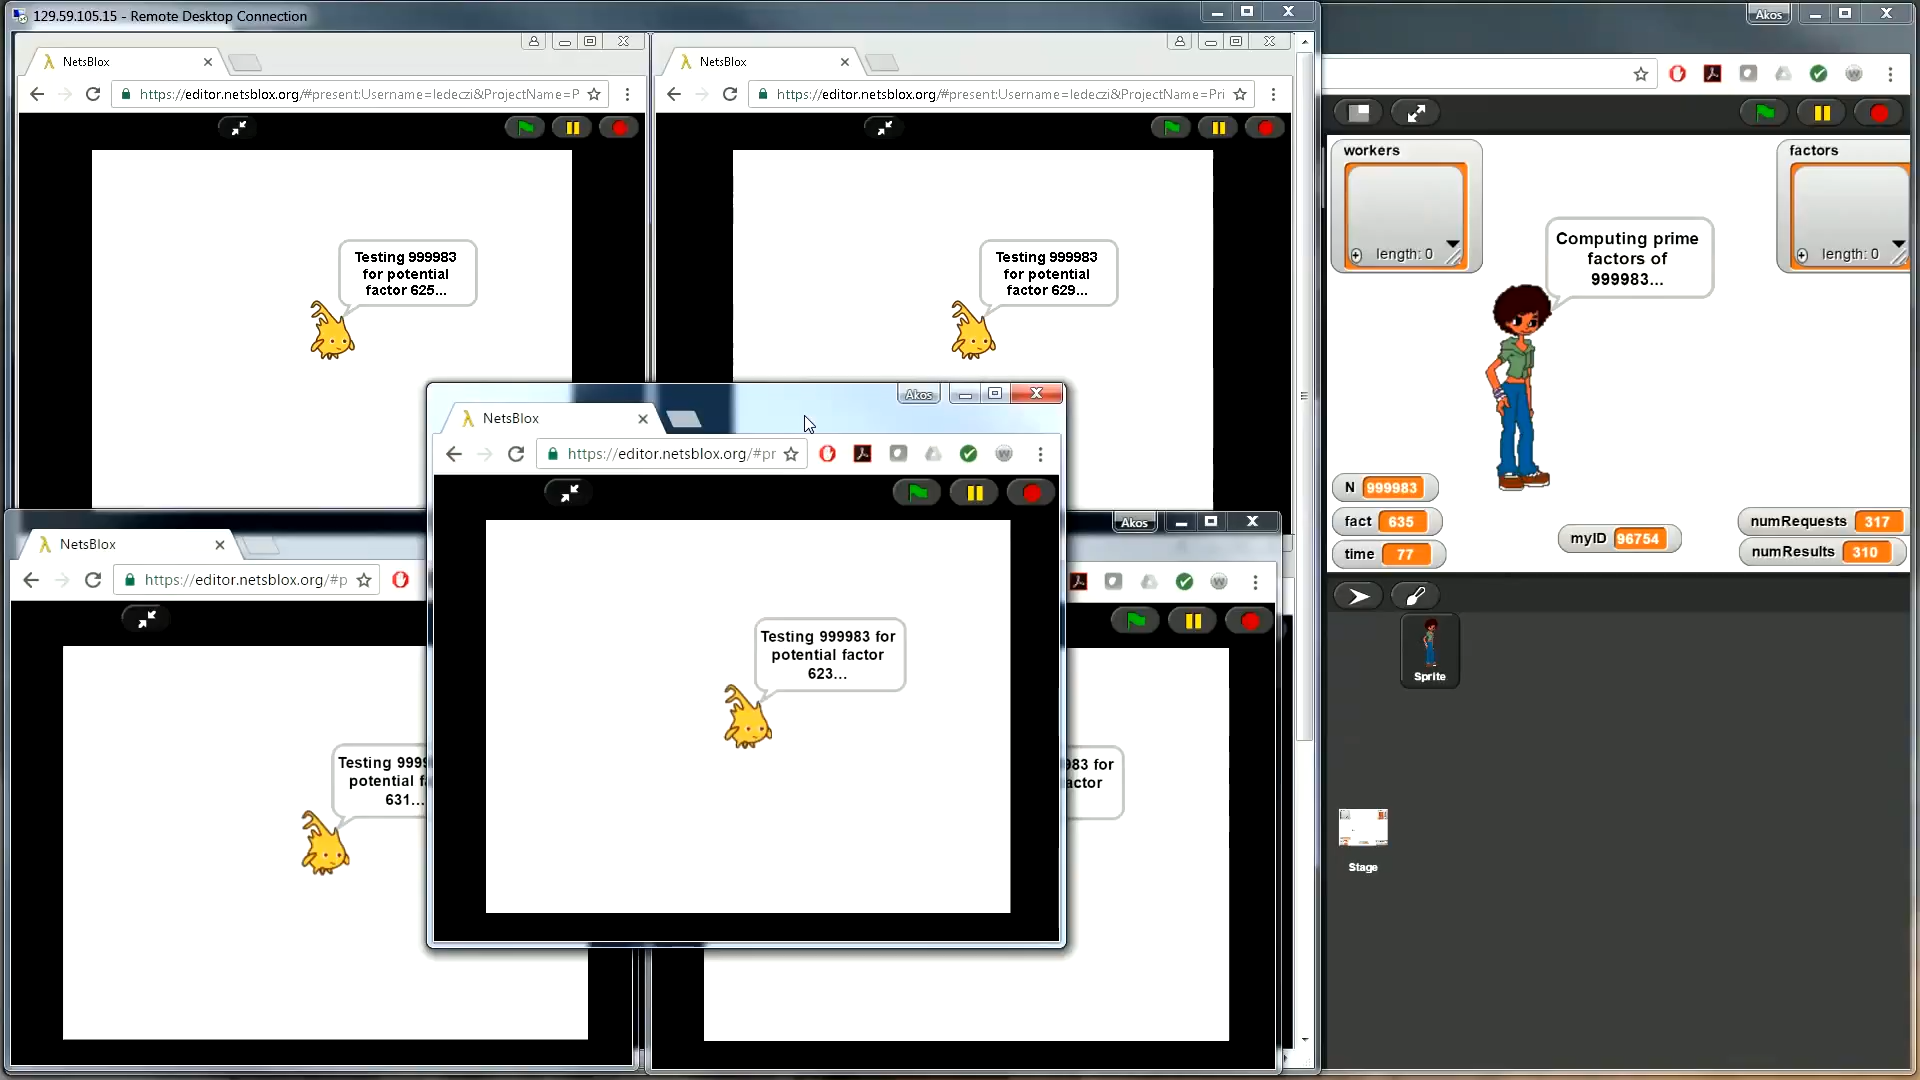 129.59.105.15 - Remote Desktop Connection
Akos
NetsBlox
https://editor.netsblox.org/#present:Username=ledeczi&ProjectName=P
NetsBlox
https://editor.netsblox.org/#present:Username=ledeczi&ProjectName=Pri
Testing 999983
for potential
factor 625...
Testing 999983
for potential
factor 629...
workers
length: 0
factors
length: 0
Computing prime
factors of
999983...
N 999983
fact 635
time 77
myID 96754
numRequests 317
numResults 310
Sprite
Stage
Akos
NetsBlox
https://editor.netsblox.org/#pr
Testing 999983 for
potential factor
623...
NetsBlox
https://editor.netsblox.org/#p
Testing
potential
631...
Akos
983 for
actor